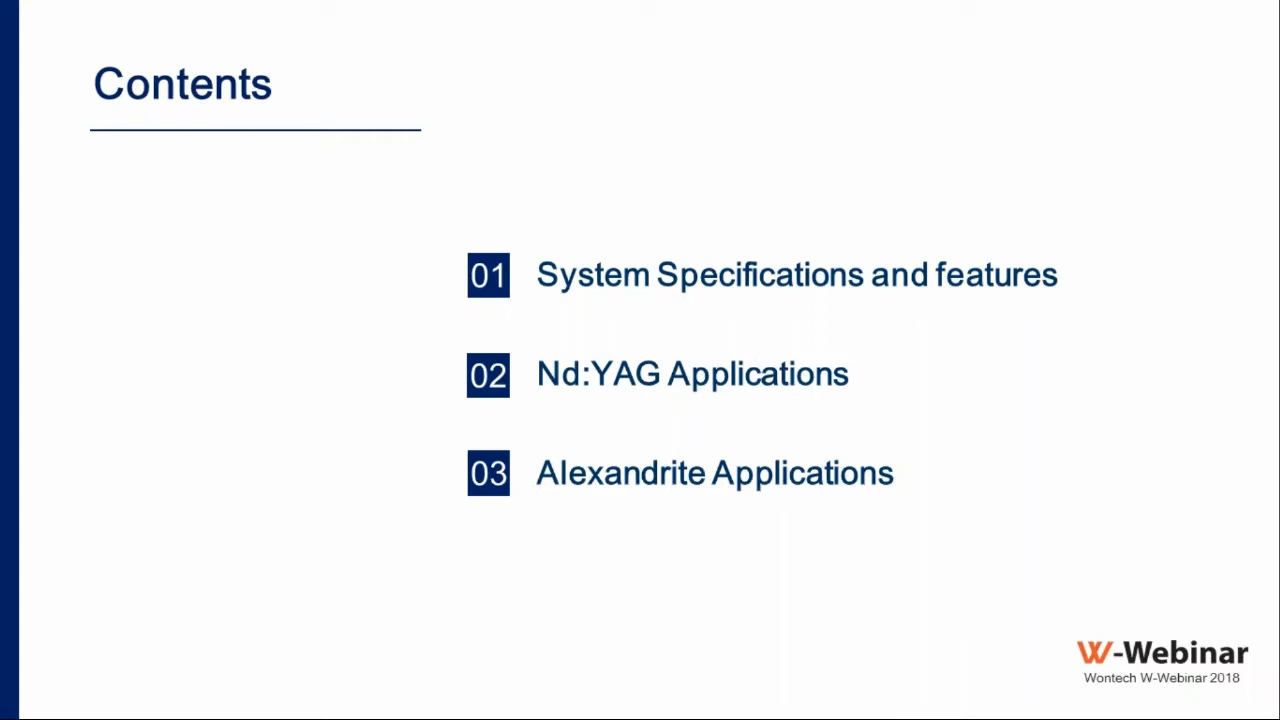 Contents
01 System Specifications and features
02 Nd:YAG Applications
03 Alexandrite Applications
W-Webinar
Wontech W-Webinar 2018